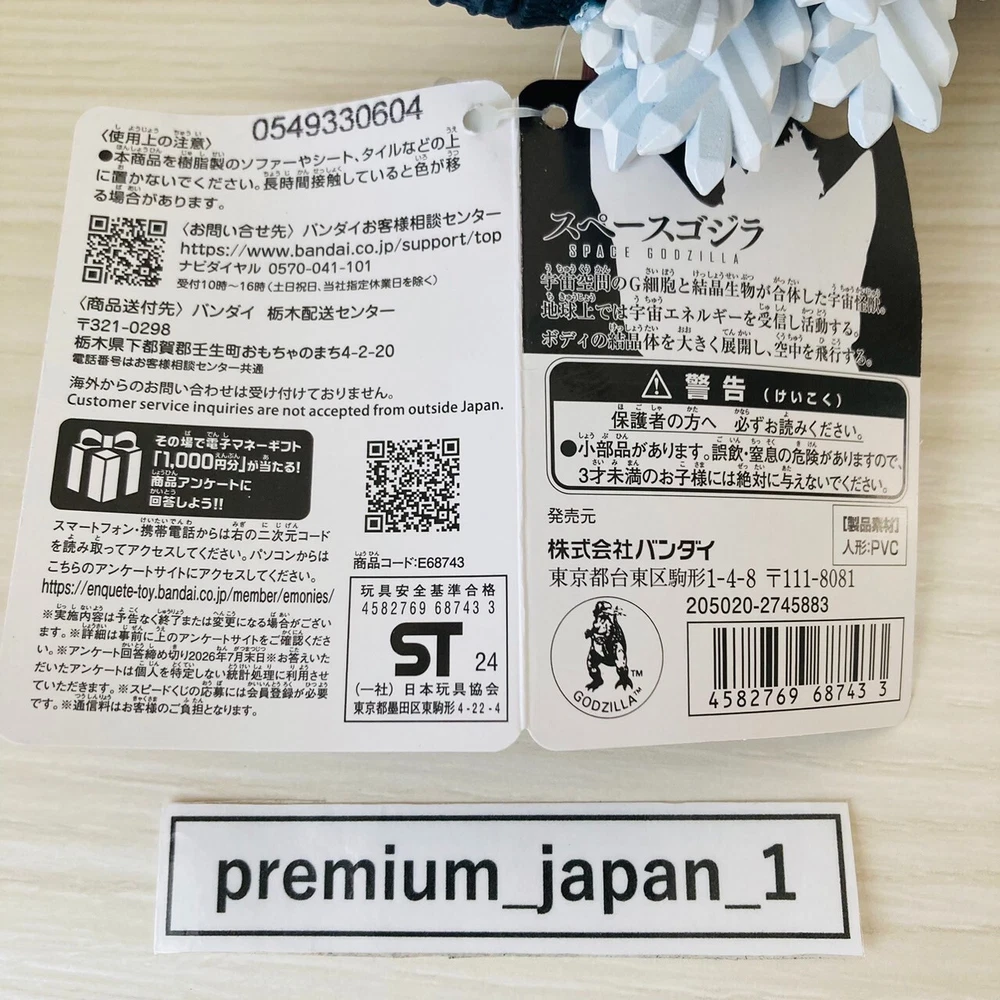 0549330604
〈使用上の注意〉
●本商品を樹脂製のソファーやシート、タイルなどの上
に置かないでください。長時間接触していると色が移
る場合があります。
〈お問い合せ先〉バンダイお客様相談センター
https://www.bandai.co.jp/support/top
ナビダイヤル 0570-041-101
受付10時～16時(土日祝日、当社指定休業日を除く)
〈商品送付先〉バンダイ 栃木配送センター
〒321-0298
栃木県下都賀郡壬生町おもちゃのまち4-2-20
電話番号はお客様相談センター共通
海外からのお問い合わせは受け付けておりません。
Customer service inquiries are not accepted from outside Japan.
その場で電子マネーギフト
「1,000円分」が当たる!
商品アンケートに
回答しよう!!
スマートフォン・携帯電話からは右の二次元コード
を読み取ってアクセスしてください。パソコンからは
こちらのアンケートサイトにアクセスしてください。
https://enquete-toy.bandai.co.jp/member/emonies/
※実施内容は予告なく終了または変更になる場合がござい
ます。※詳細は事前に上のアンケートサイトをご確認くださ
い。※アンケート回答締め切り2026年7月末日※お答えいた
だいたアンケートは個人を特定しない統計処理に利用させ
ていただきます。※スピードくじの応募には会員登録が必要
です。※通信料はお客様のご負担となります。
商品コード:E68743
玩具安全基準合格
4582769 68743 3
ST 24
(一社) 日本玩具協会
東京都墨田区東駒形4-22-4
スペースゴジラ
SPACE GODZILLA
宇宙空間のG細胞と結晶生物が合体した宇宙怪獣。
地球上では宇宙エネルギーを受信し活動する。
ボディの結晶体を大きく展開し、空中を飛行する。
⚠警告(けいこく)
保護者の方へ 必ずお読みください。
●小部品があります。誤飲・窒息の危険がありますので、
3才未満のお子様には絶対に与えないでください。
発売元
株式会社バンダイ
東京都台東区駒形1-4-8 〒111-8081
[製品素材]
人形:PVC
205020-2745883
GODZILLA™
TM
4582769 68743 3
premium_japan_1